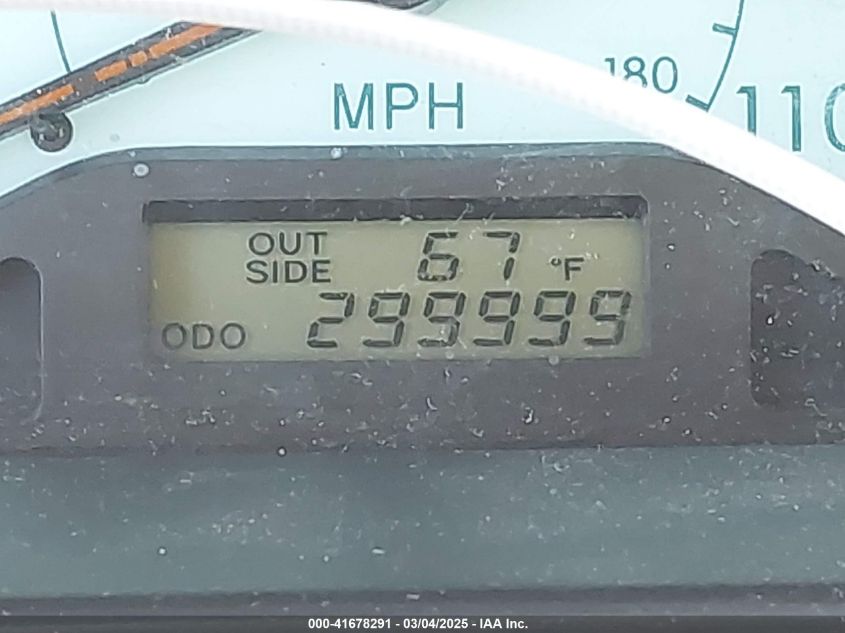 180
MPH
110
OUT 67 °F
SIDE
ODO 299999
000-41678291 - 03/04/2025 - IAA Inc.